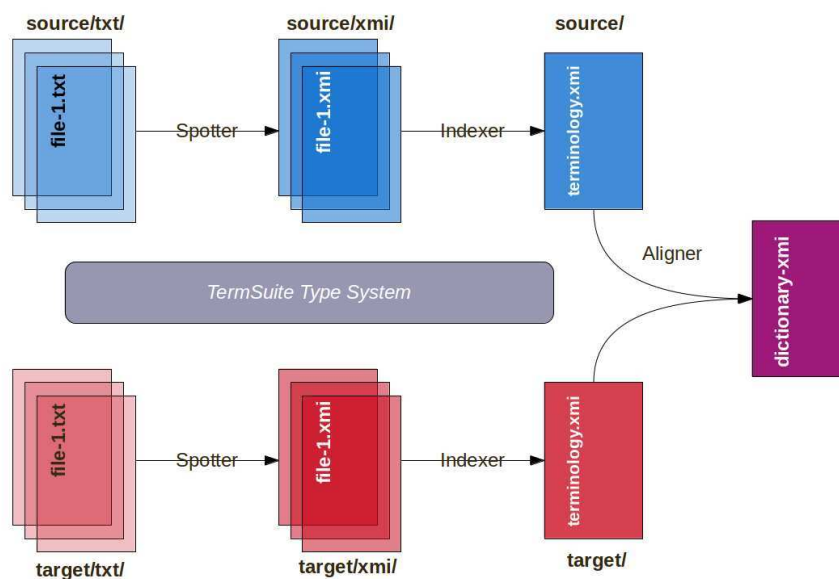 source/txt/
source/xmi/
source/
file-1.txt
Spotter
file-1.xmi
Indexer
terminology.xmi
Aligner
dictionary-xmi
TermSuite Type System
file-1.txt
Spotter
file-1.xmi
Indexer
terminology.xmi
target/txt/
target/xmi/
target/